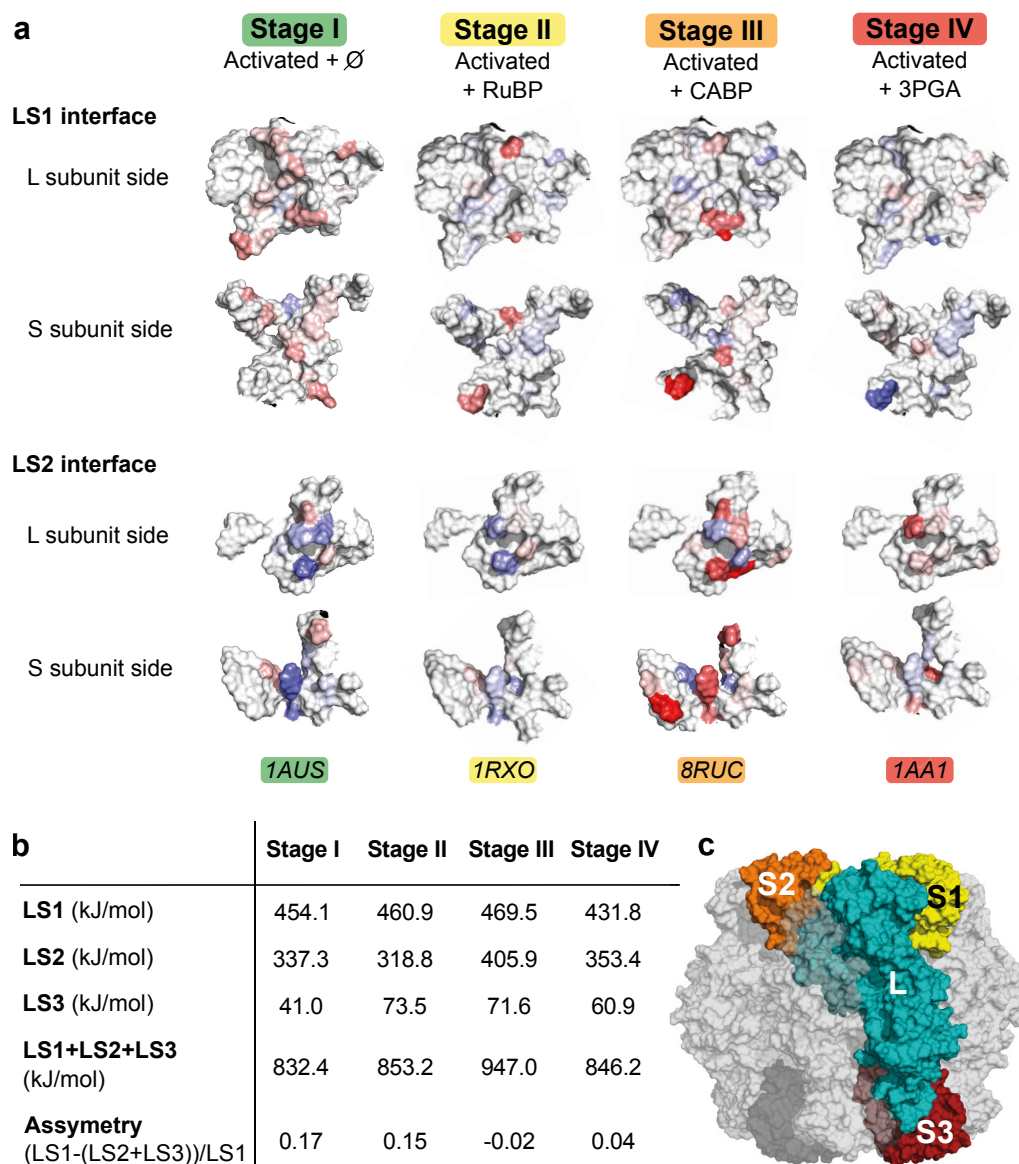 a
Stage I Stage II Stage III Stage IV
Activated + Ø Activated Activated Activated
+ RuBP + CABP + 3PGA
LS1 interface
L subunit side
S subunit side
LS2 interface
L subunit side
S subunit side
1AUS 1RXO 8RUC 1AA1
b
Stage I Stage II Stage III Stage IV
LS1 (kJ/mol) 454.1 460.9 469.5 431.8
LS2 (kJ/mol) 337.3 318.8 405.9 353.4
LS3 (kJ/mol) 41.0 73.5 71.6 60.9
LS1+LS2+LS3
(kJ/mol) 832.4 853.2 947.0 846.2
Assymetry
(LS1-(LS2+LS3))/LS1 0.17 0.15 -0.02 0.04
c
S2
S1
L
S3